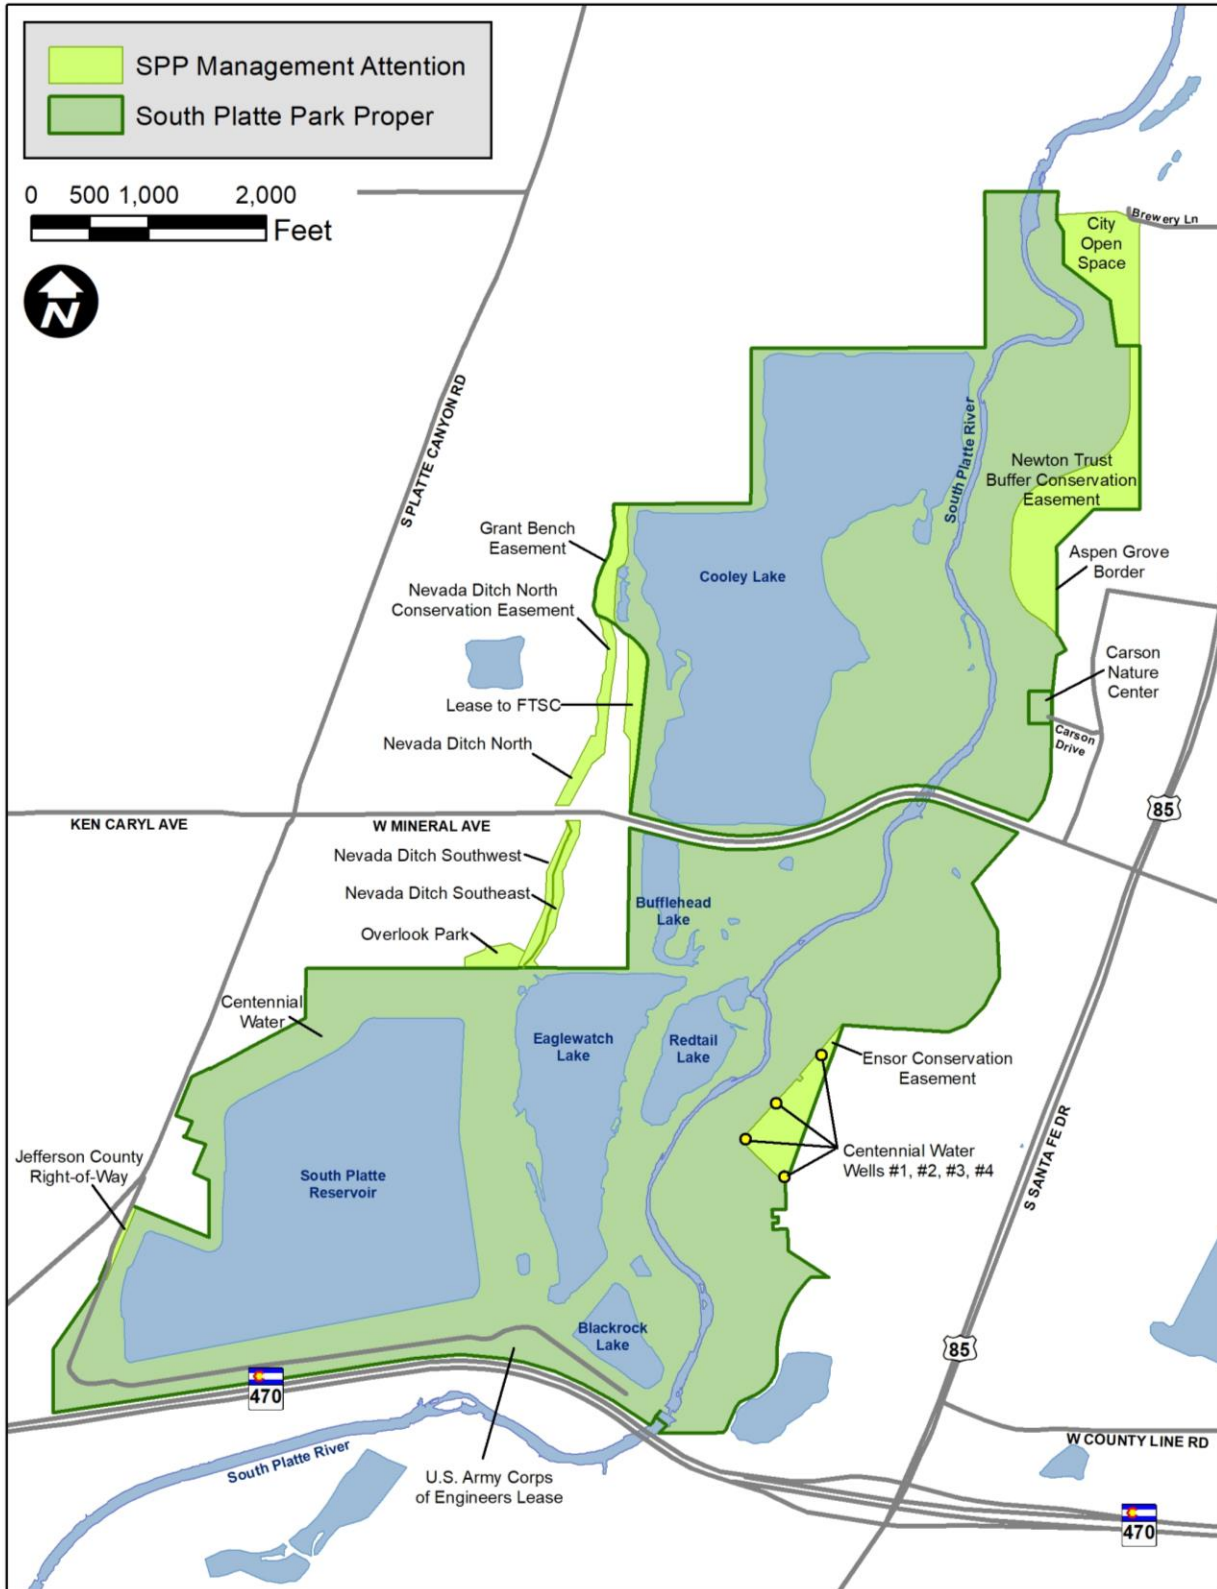 SPP Management Attention
South Platte Park Proper
0 500 1,000 2,000
Feet
N
Brewery Ln
City
Open
Space
S PLATTE CANYON RD
South Platte River
Newton Trust
Buffer Conservation
Easement
Grant Bench
Easement
Aspen Grove
Border
Cooley Lake
Nevada Ditch North
Conservation Easement
Carson
Nature
Center
Lease to FTSC
Carson
Drive
Nevada Ditch North
85
KEN CARYL AVE
W MINERAL AVE
Nevada Ditch Southwest
Nevada Ditch Southeast
Bufflehead
Lake
Overlook Park
Centennial
Water
Eaglewatch
Lake
Redtail
Lake
Ensor Conservation
Easement
S SANTA FE DR
Centennial Water
Wells #1, #2, #3, #4
Jefferson County
Right-of-Way
South Platte
Reservoir
Blackrock
Lake
85
470
South Platte River
W COUNTY LINE RD
U.S. Army Corps
of Engineers Lease
470